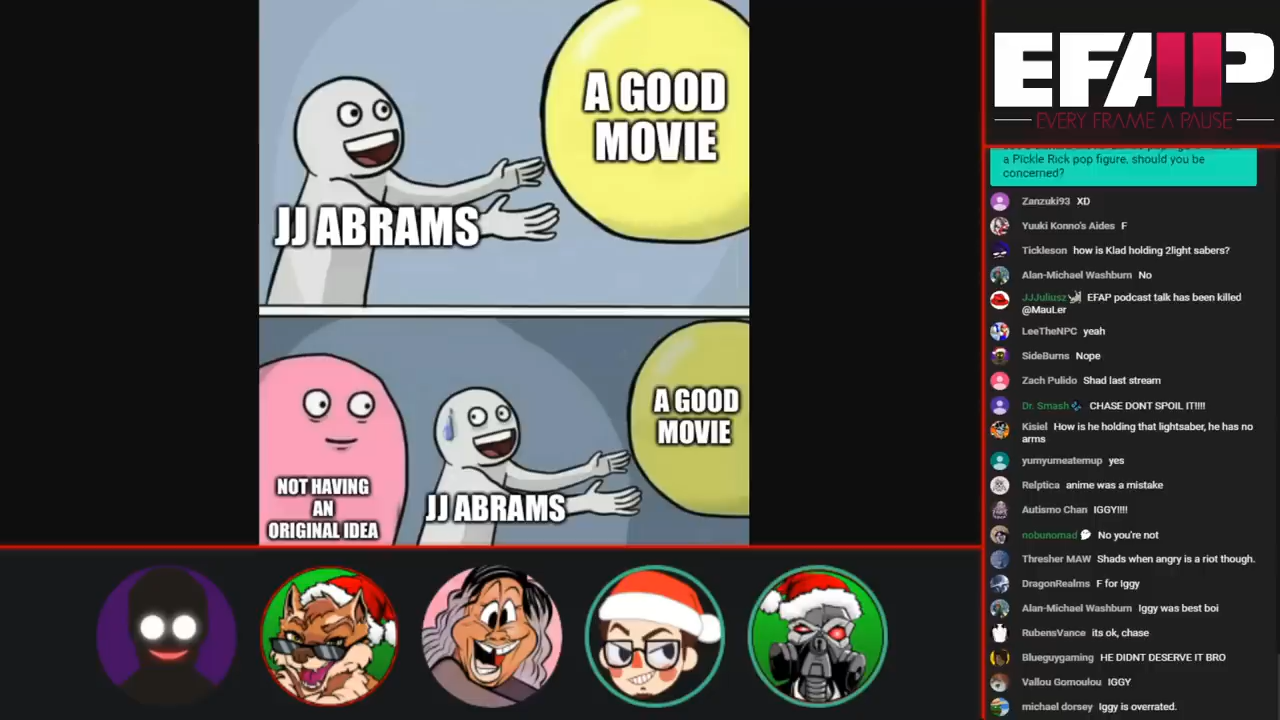 A GOOD
MOVIE
JJ ABRAMS
A GOOD
MOVIE
NOT HAVING
AN
ORIGINAL IDEA
JJ ABRAMS
EFAP
EVERY FRAME A PAUSE
a Pickle Rick pop figure, should you be
concerned?
Zanzuki93 XD
Yuuki Konno's Aides F
Tickleson how is Klad holding 2light sabers?
Alan-Michael Washburn No
JJJuliusz EFAP podcast talk has been killed
@MauLer
LeeTheNPC yeah
SideBurns Nope
Zach Pulido Shad last stream
Dr. Smash CHASE DONT SPOIL IT!!!!
Kisiel How is he holding that lightsaber, he has no
arms
yumyumeatemup yes
Relptica anime was a mistake
Autismo Chan IGGY!!!!
nobunomad No you're not
Thresher MAW Shads when angry is a riot though.
DragonRealms F for Iggy
Alan-Michael Washburn Iggy was best boi
RubensVance its ok, chase
Blueguygaming HE DIDNT DESERVE IT BRO
Vallou Gomoulou IGGY
michael dorsey Iggy is overrated.